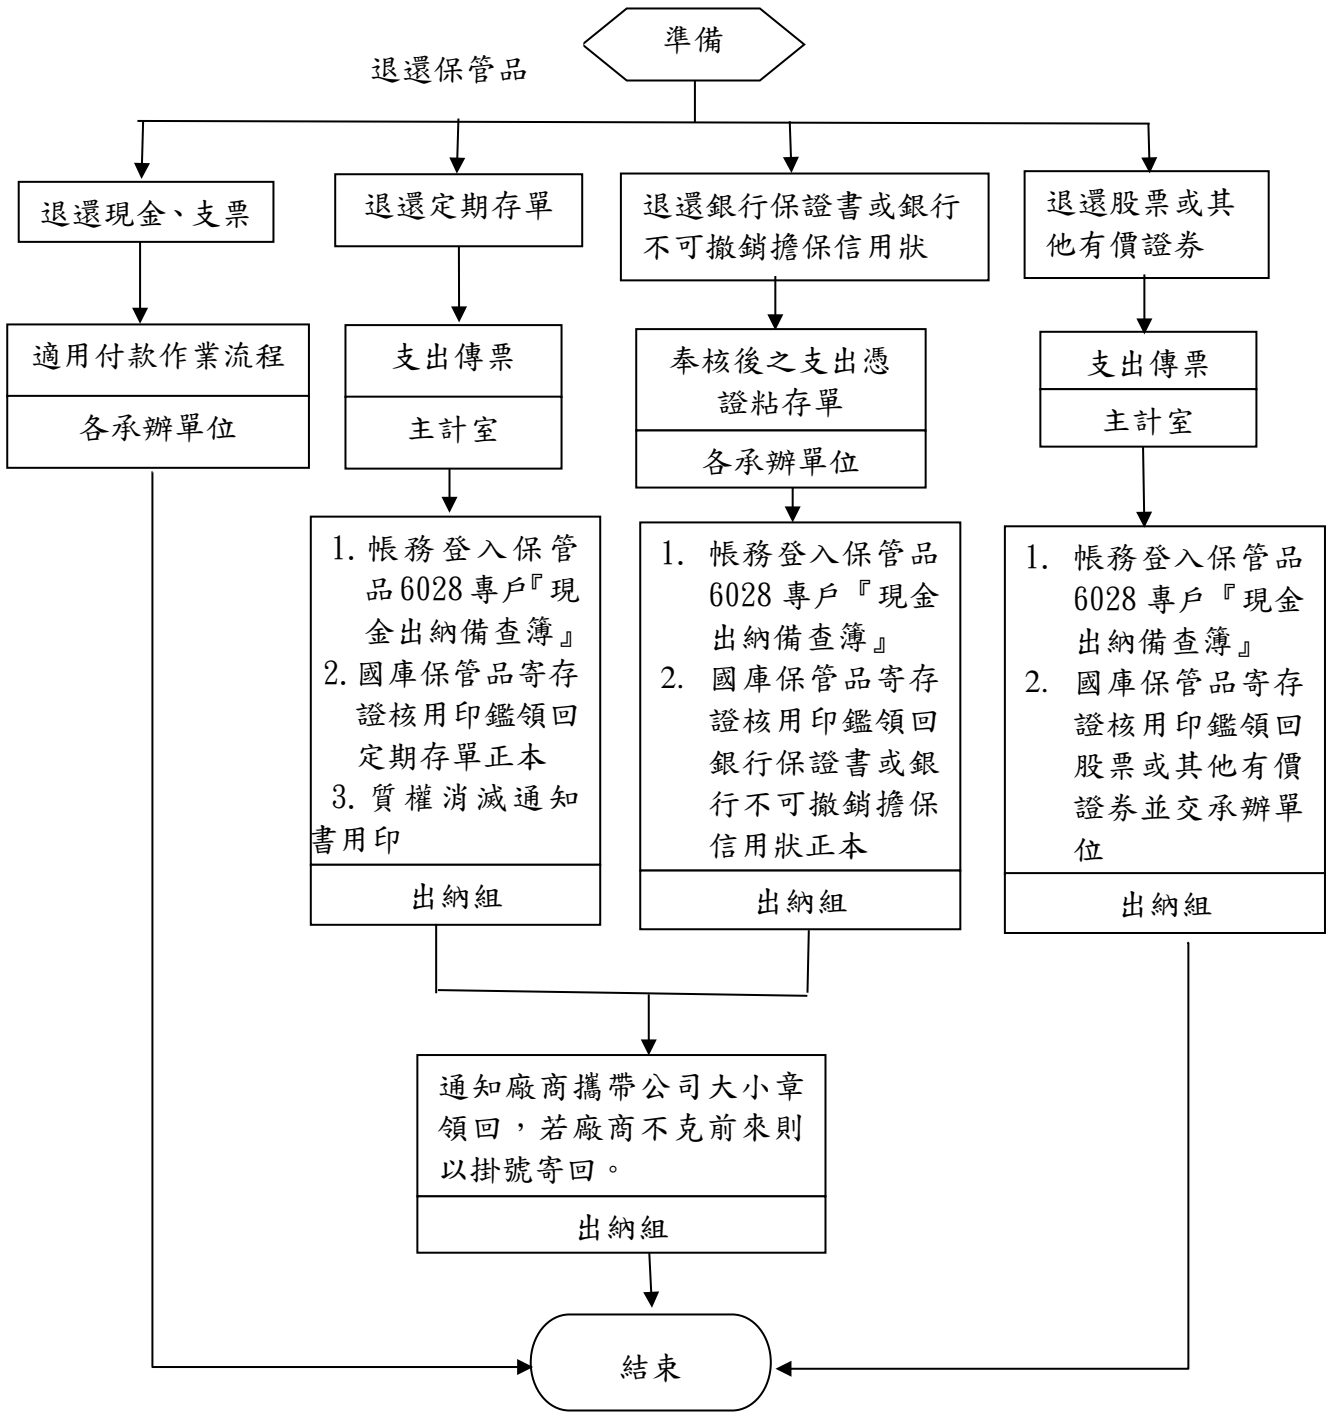 準備
退還保管品
退還現金、支票
退還定期存單
退還銀行保證書或銀行
不可撤銷擔保信用狀
退還股票或其
他有價證券
適用付款作業流程
各承辦單位
支出傳票
主計室
奉核後之支出憑
證粘存單
各承辦單位
支出傳票
主計室
1. 帳務登入保管
品6028專戶『現
金出納備查簿』
2. 國庫保管品寄存
證核用印鑑領回
定期存單正本
3. 質權消滅通知
書用印
出納組
1. 帳務登入保管品
6028專戶『現金
出納備查簿』
2. 國庫保管品寄存
證核用印鑑領回
銀行保證書或銀
行不可撤銷擔保
信用狀正本
出納組
1. 帳務登入保管品
6028專戶『現金
出納備查簿』
2. 國庫保管品寄存
證核用印鑑領回
股票或其他有價
證券並交承辦單
位
出納組
通知廠商攜帶公司大小章
領回，若廠商不克前來則
以掛號寄回。
出納組
結束